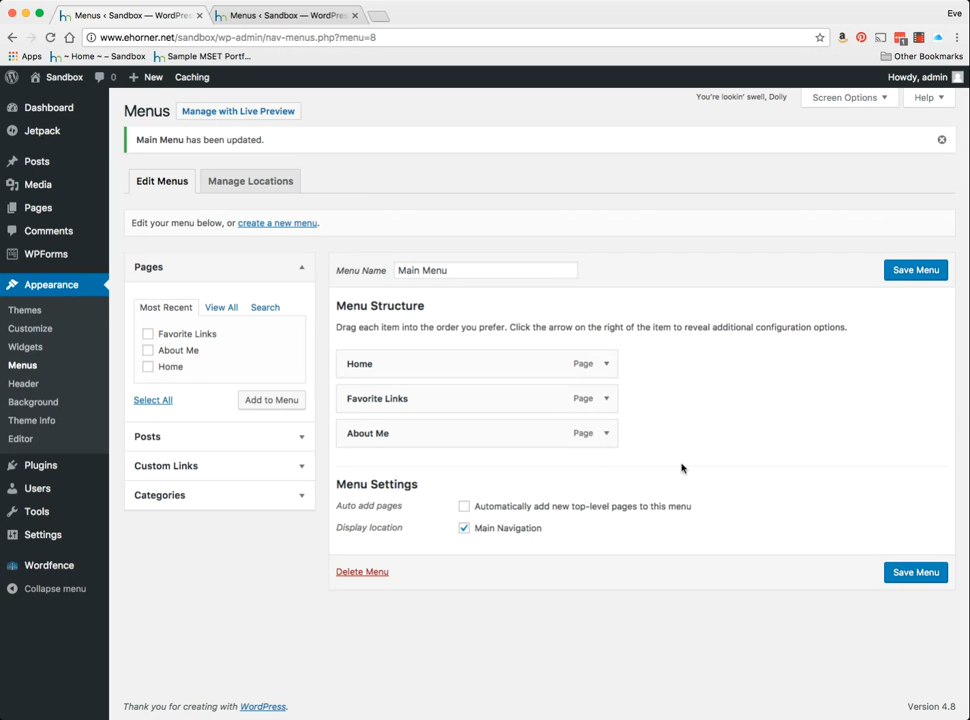 Menus ‹ Sandbox — WordPres
Menus ‹ Sandbox — WordPres
Eve
www.ehorner.net/sandbox/wp-admin/nav-menus.php?menu=8
Apps
~ Home ~ – Sandbox
Sample MSET Portf...
Other Bookmarks
Sandbox
0
New
Caching
Howdy, admin
Dashboard
Jetpack
Posts
Media
Pages
Comments
WPForms
Appearance
Themes
Customize
Widgets
Menus
Header
Background
Theme Info
Editor
Plugins
Users
Tools
Settings
Wordfence
Collapse menu
You're lookin' swell, Dolly
Screen Options
Help
Menus
Manage with Live Preview
Main Menu has been updated.
Edit Menus
Manage Locations
Edit your menu below, or create a new menu.
Pages
Most Recent
View All
Search
Favorite Links
About Me
Home
Select All
Add to Menu
Posts
Custom Links
Categories
Menu Name
Main Menu
Save Menu
Menu Structure
Drag each item into the order you prefer. Click the arrow on the right of the item to reveal additional configuration options.
Home
Page
Favorite Links
Page
About Me
Page
Menu Settings
Auto add pages
Automatically add new top-level pages to this menu
Display location
Main Navigation
Delete Menu
Save Menu
Thank you for creating with WordPress.
Version 4.8